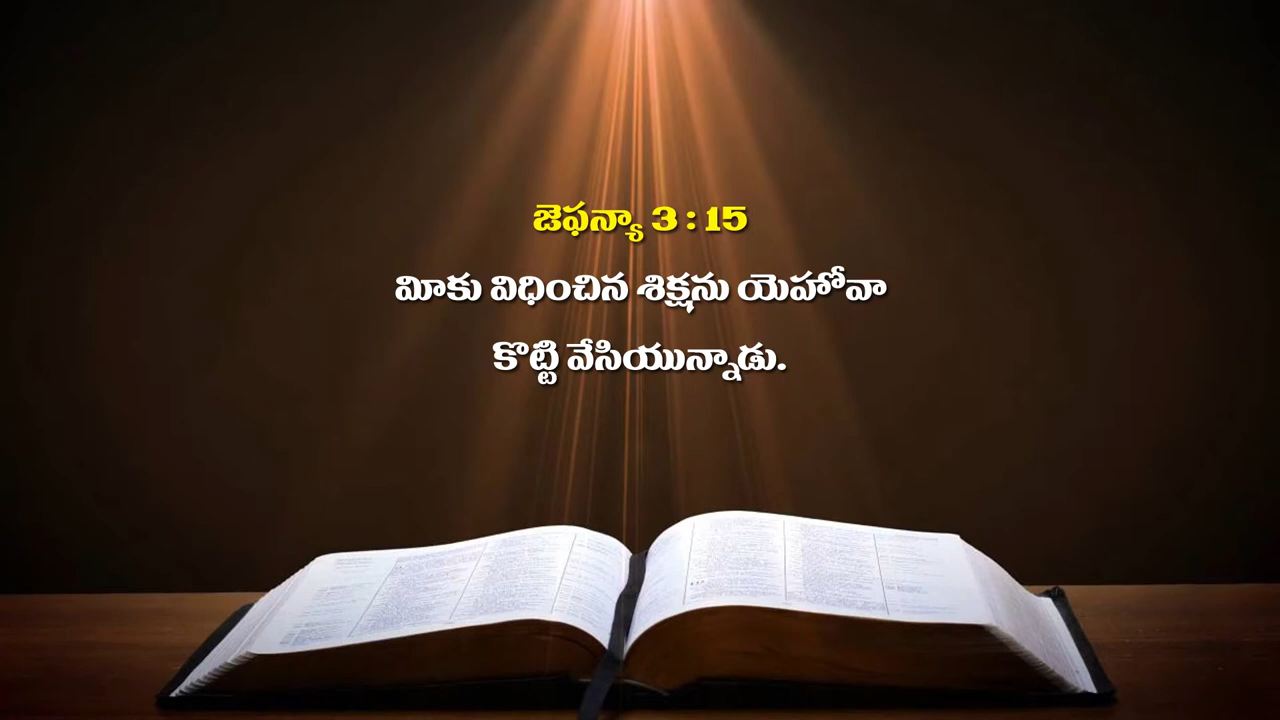 జెఫన్యా 3 : 15
మీకు విధించిన శిక్షను యెహోవా
కొట్టి వేసియున్నాడు.